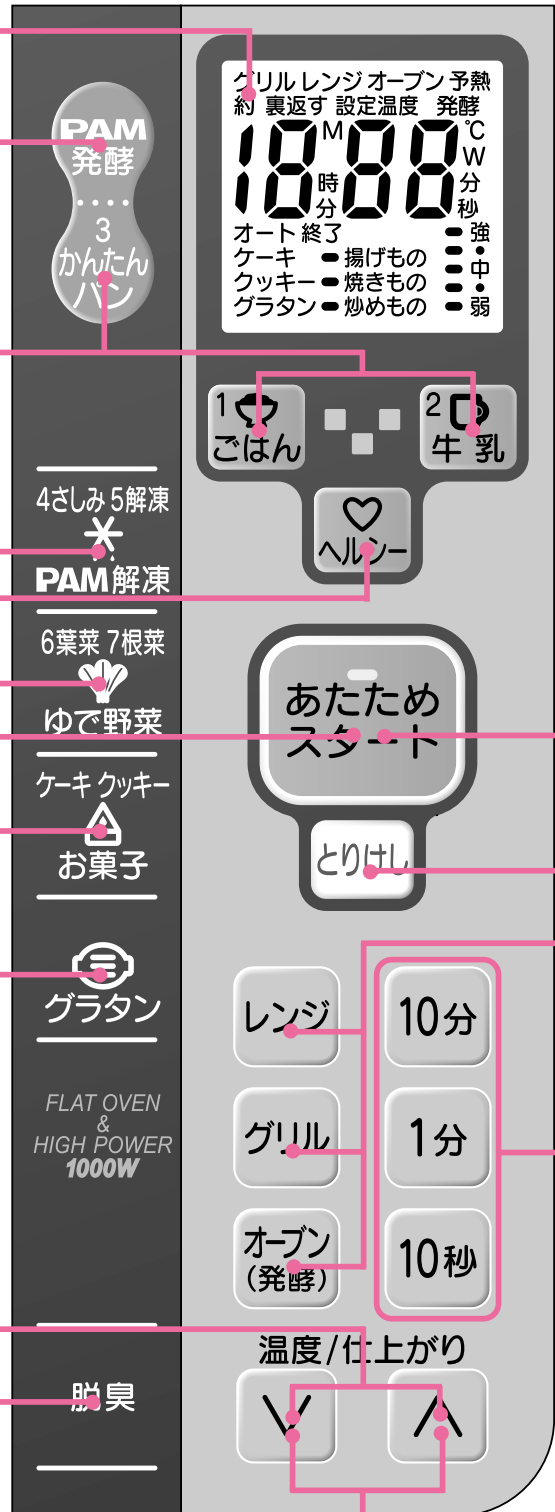 グリル レンジ オーブン 予熱
約 裏返す 設定温度 発酵
18M88 ℃
W
時 分
分 秒
オート 終了 強
ケーキ 揚げもの
クッキー 焼きもの 中
グラタン 炒めもの 弱
PAM
発酵
3
かんたん
パン
1
ごはん
2
牛乳
ヘルシー
4さしみ 5解凍
PAM解凍
6葉菜 7根菜
ゆで野菜
ケーキ クッキー
お菓子
グラタン
FLAT OVEN
&
HIGH POWER
1000W
脱臭
あたため
スタート
とりけし
レンジ
10分
グリル
1分
オーブン
(発酵)
10秒
温度/仕上がり